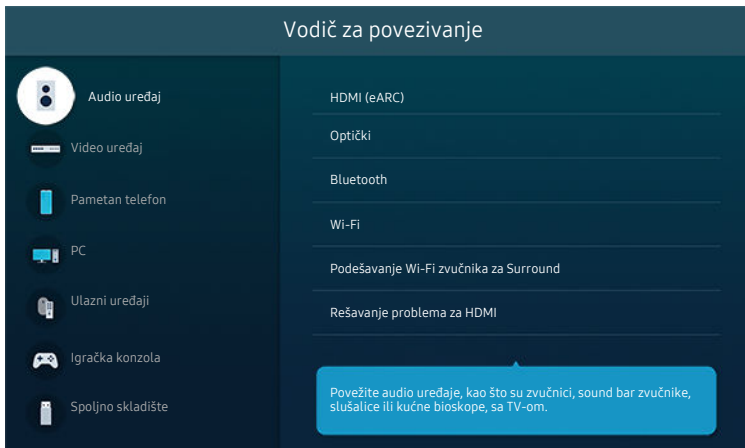 Vodič za povezivanje
Audio uređaj
Video uređaj
Pametan telefon
PC
Ulazni uređaji
Igračka konzola
Spoljno skladište
HDMI (eARC)
Optički
Bluetooth
Wi-Fi
Podešavanje Wi-Fi zvučnika za Surround
Rešavanje problema za HDMI
Povežite audio uređaje, kao što su zvučnici, sound bar zvučnike,
slušalice ili kućne bioskope, sa TV-om.